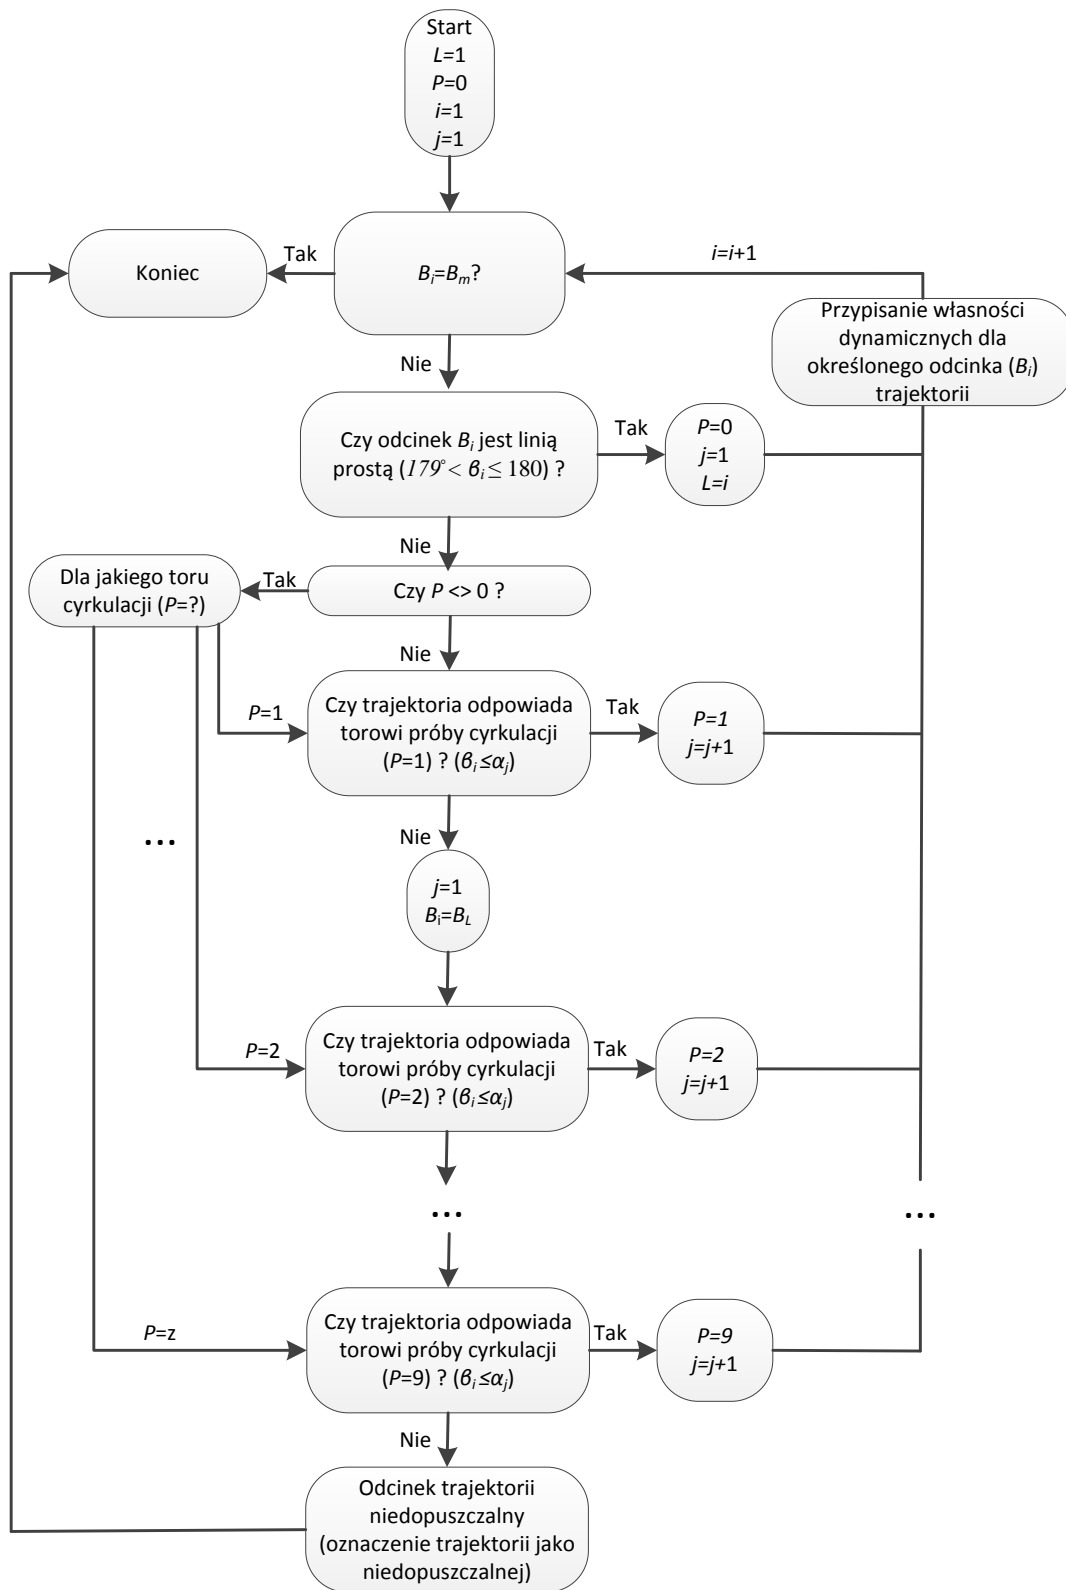 Start
L=1
P=0
i=1
j=1
i=i+1
Tak
Koniec
Bi=Bm?
Przypisanie własności
dynamicznych dla
określonego odcinka (Bi)
trajektorii
Nie
Czy odcinek Bi jest linią
prostą (179°< βi ≤ 180) ?
Tak
P=0
j=1
L=i
Nie
Dla jakiego toru
cyrkulacji (P=?)
Tak
Czy P <> 0 ?
Nie
P=1
Czy trajektoria odpowiada
torowi próby cyrkulacji
(P=1) ? (βi≤αj)
Tak
P=1
j=j+1
Nie
...
j=1
Bi=BL
P=2
Czy trajektoria odpowiada
torowi próby cyrkulacji
(P=2) ? (βi≤αj)
Tak
P=2
j=j+1
...
...
P=z
Czy trajektoria odpowiada
torowi próby cyrkulacji
(P=9) ? (βi≤αj)
Tak
P=9
j=j+1
Nie
Odcinek trajektorii
niedopuszczalny
(oznaczenie trajektorii jako
niedopuszczalnej)